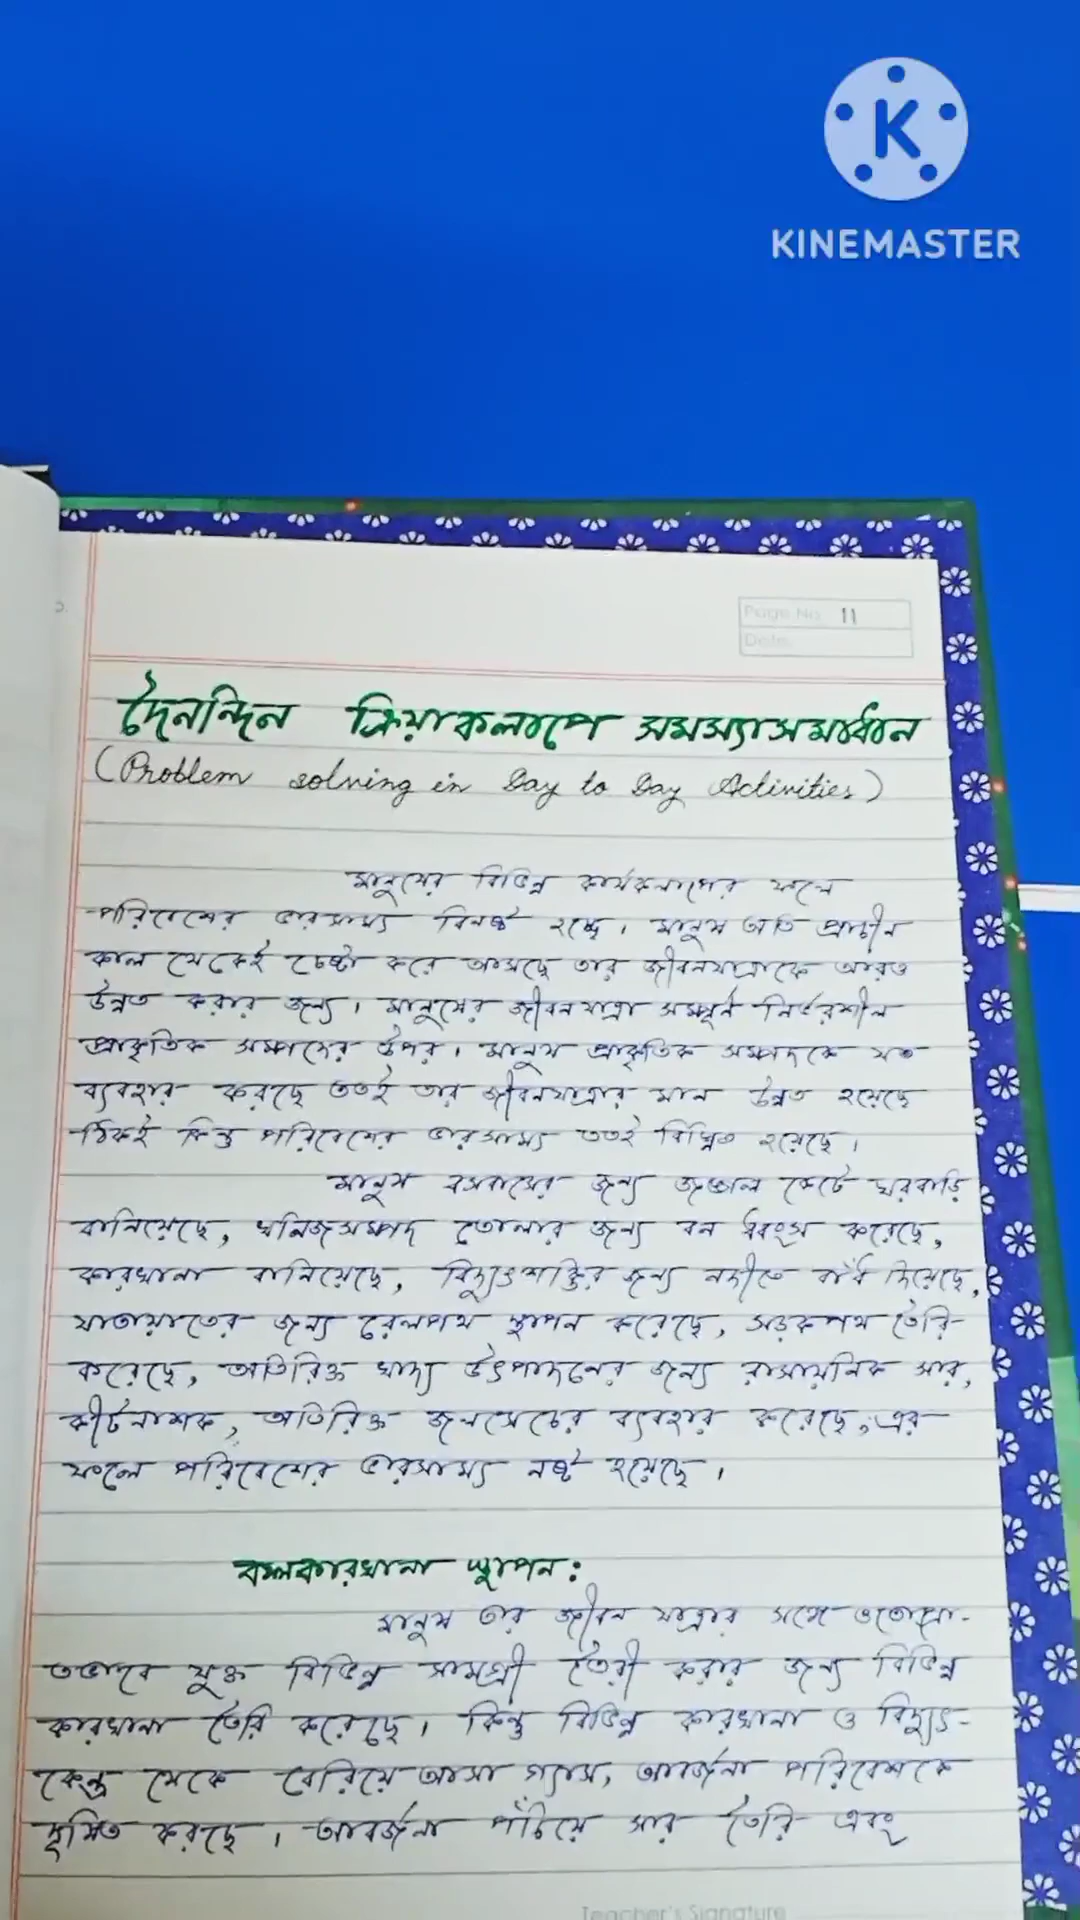 KINEMASTER
Page No. 11
Date:
দৈনন্দিন ক্রিয়াকলাপে সমস্যাসমাধান
(Problem solving in Day to Day Activities)
মানুষের বিভিন্ন কার্যকলাপের ফলে
পরিবেশের ভারসাম্য বিনষ্ট হচ্ছে। মানুষ অতি প্রাচীন
কাল থেকেই চেষ্টা করে আসছে তার জীবনযাত্রাকে আরও
উন্নত করার জন্য। মানুষের জীবনযাত্রা সম্পূর্ন নির্ভরশীল
প্রাকৃতিক সম্পদের উপর। মানুষ প্রাকৃতিক সম্পদকে যত
ব্যবহার করছে ততই তার জীবনযাত্রার মান উন্নত হয়েছে
ঠিকই কিন্তু পরিবেশের ভারসাম্য ততই বিঘ্নিত হয়েছে।
মানুষ বসবাসের জন্য জঙ্গল কেটে ঘরবাড়ি
বানিয়েছে, খনিজসম্পদ তোলার জন্য বন ধ্বংস করেছে,
কারখানা বানিয়েছে, বিদ্যুৎশক্তির জন্য নদীতে বাঁধ দিয়েছে,
যাতায়াতের জন্য রেলপথ স্থাপন করেছে, সড়কপথ তৈরি
করেছে, অতিরিক্ত খাদ্য উৎপাদনের জন্য রাসায়নিক সার,
কীটনাশক, অতিরিক্ত জলসেচের ব্যবহার করেছে, এর
ফলে পরিবেশের ভারসাম্য নষ্ট হয়েছে।
কলকারখানা স্থাপন:
মানুষ তার জীবন যাত্রার সঙ্গে ওতোপ্রো-
তভাবে যুক্ত বিভিন্ন সামগ্রী তৈরী করার জন্য বিভিন্ন
কারখানা তৈরি করেছে। কিন্তু বিভিন্ন কারখানা ও বিদ্যুৎ-
কেন্দ্র থেকে বেরিয়ে আসা গ্যাস, আবর্জনা পরিবেশকে
দূষিত করছে। আবর্জনা পঁচিয়ে সার তৈরি এবং
Teacher's Signature